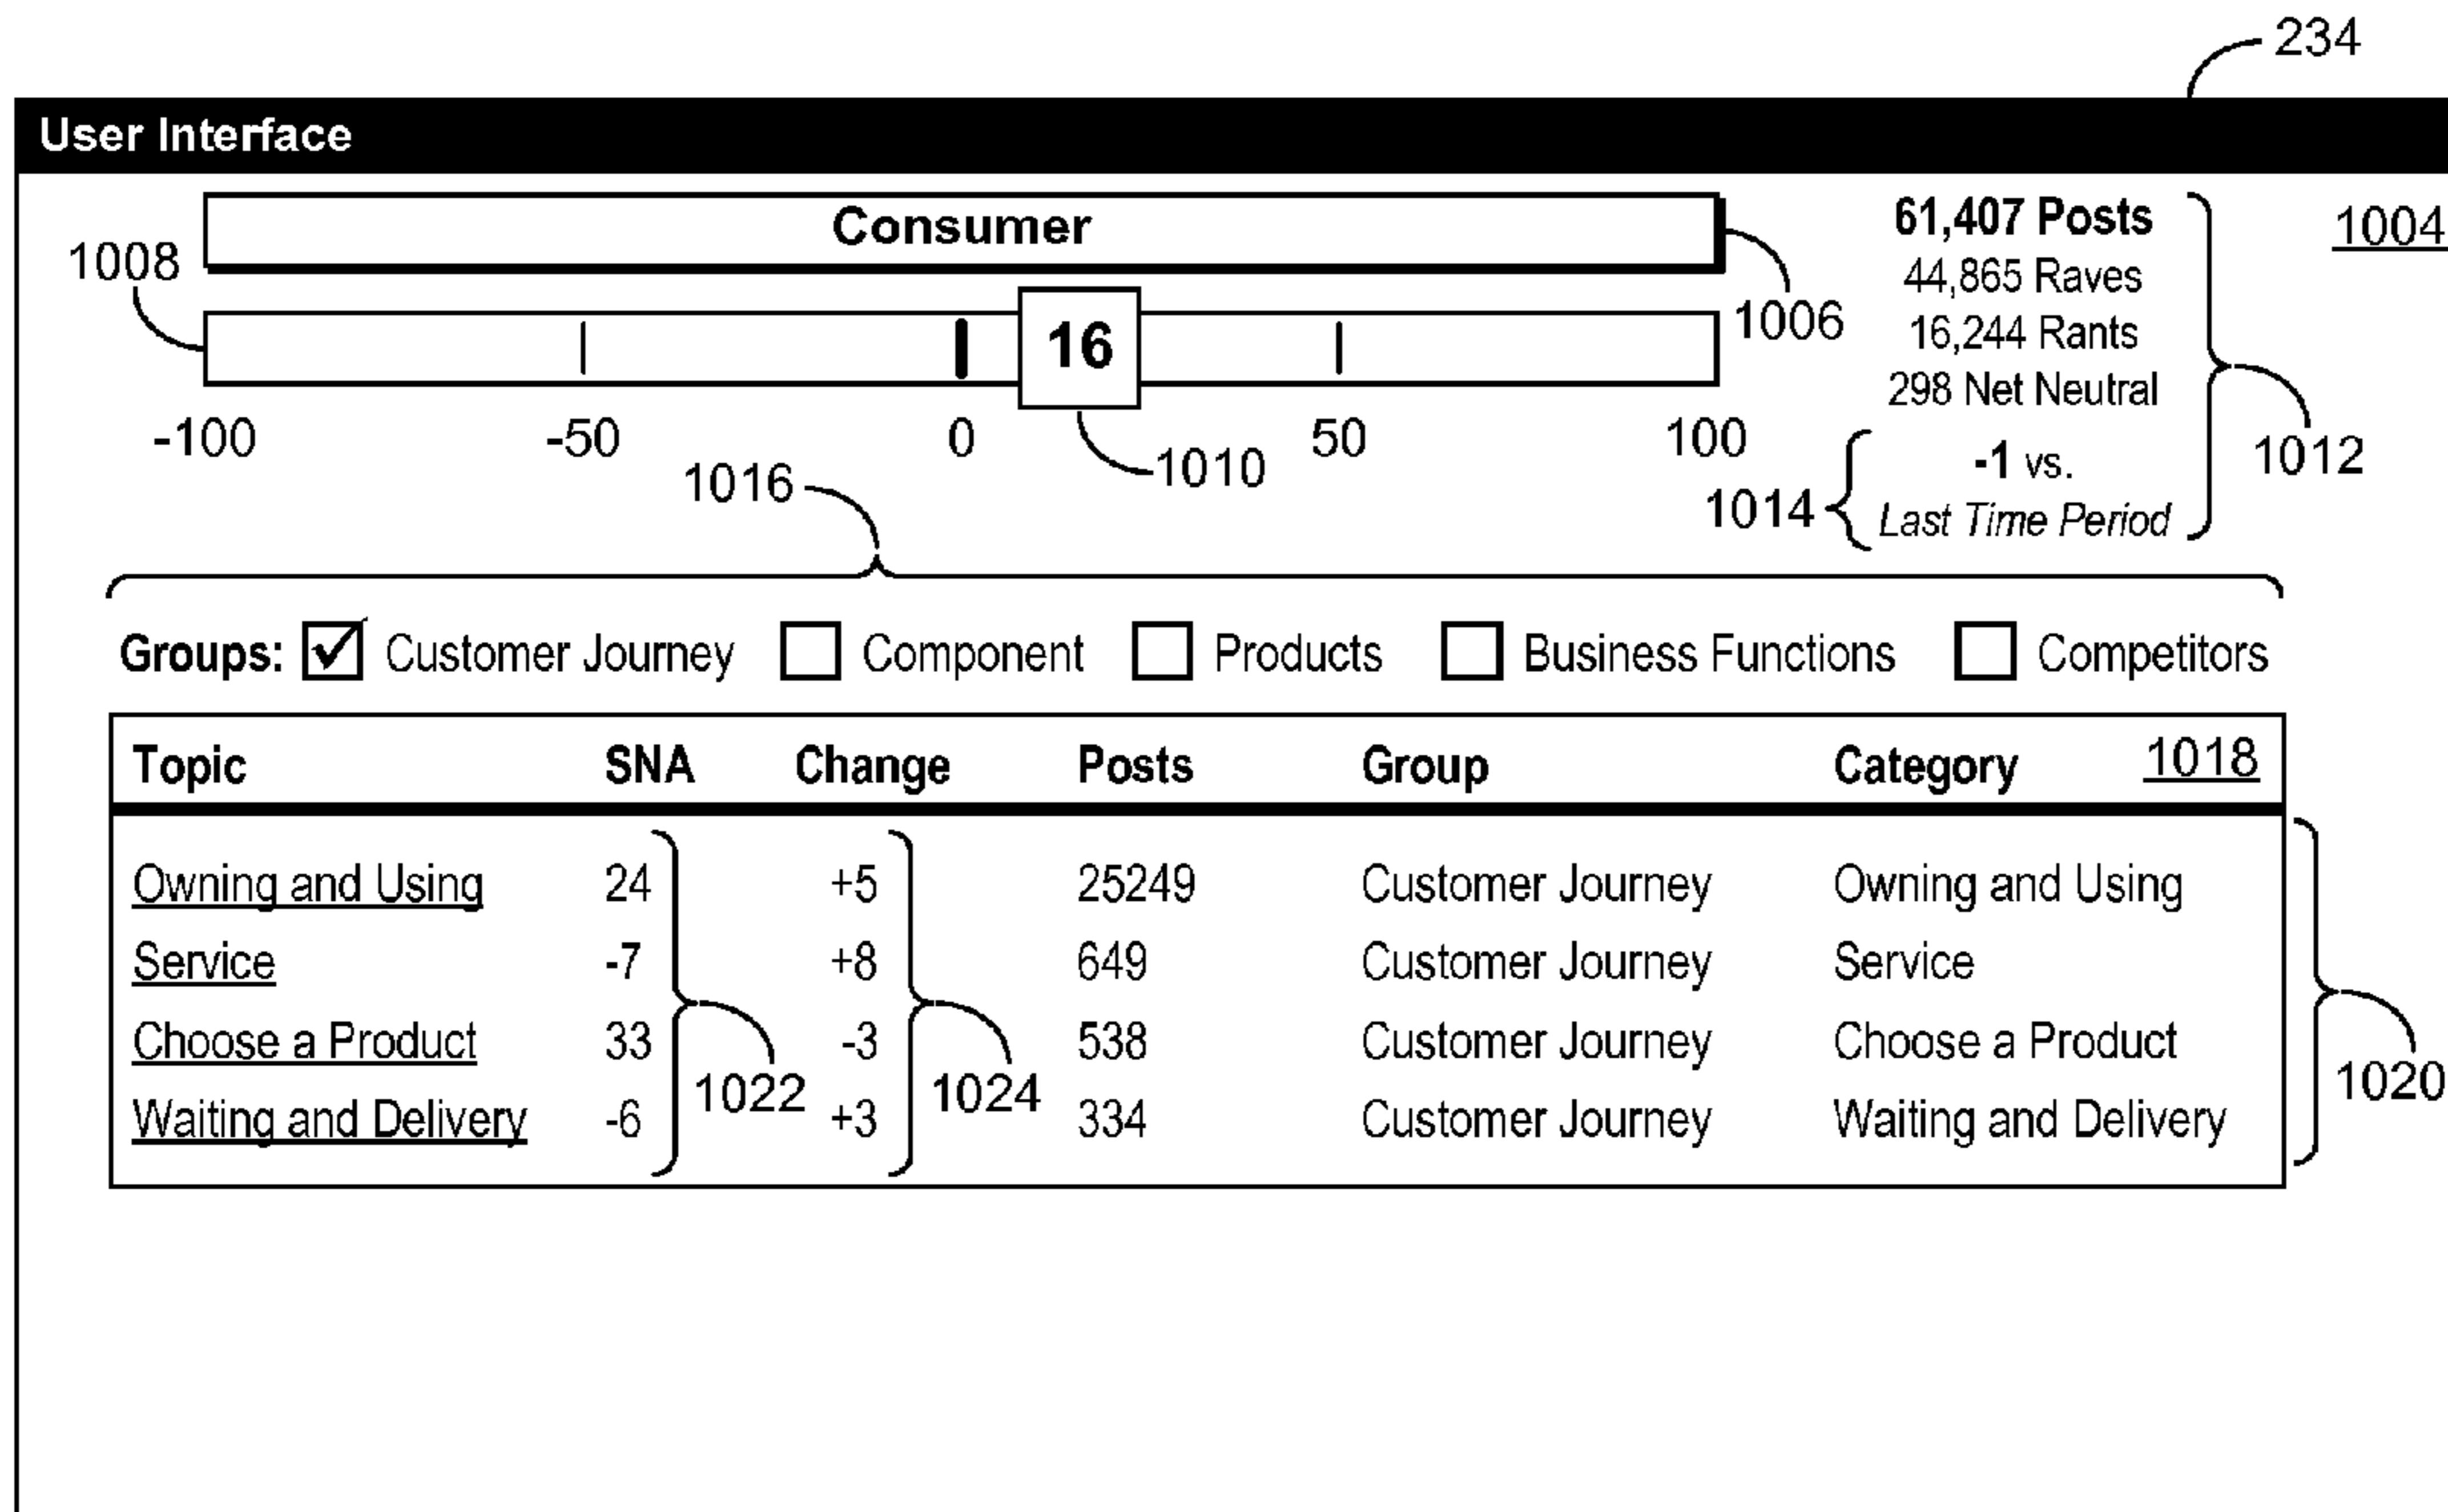 234
User Interface
Consumer
61,407 Posts
1004
44,865 Raves
1008
16,244 Rants
1006
16
298 Net Neutral
-100 -50 0 50 100
1012
1010
-1 vs.
1016
1014
Last Time Period
Groups: Customer Journey Component Products Business Functions Competitors
Topic SNA Change Posts Group Category 1018
Owning and Using 24 +5 25249 Customer Journey Owning and Using
Service -7 +8 649 Customer Journey Service
Choose a Product 33 -3 538 Customer Journey Choose a Product
1022 1024 1020
Waiting and Delivery -6 +3 334 Customer Journey Waiting and Delivery